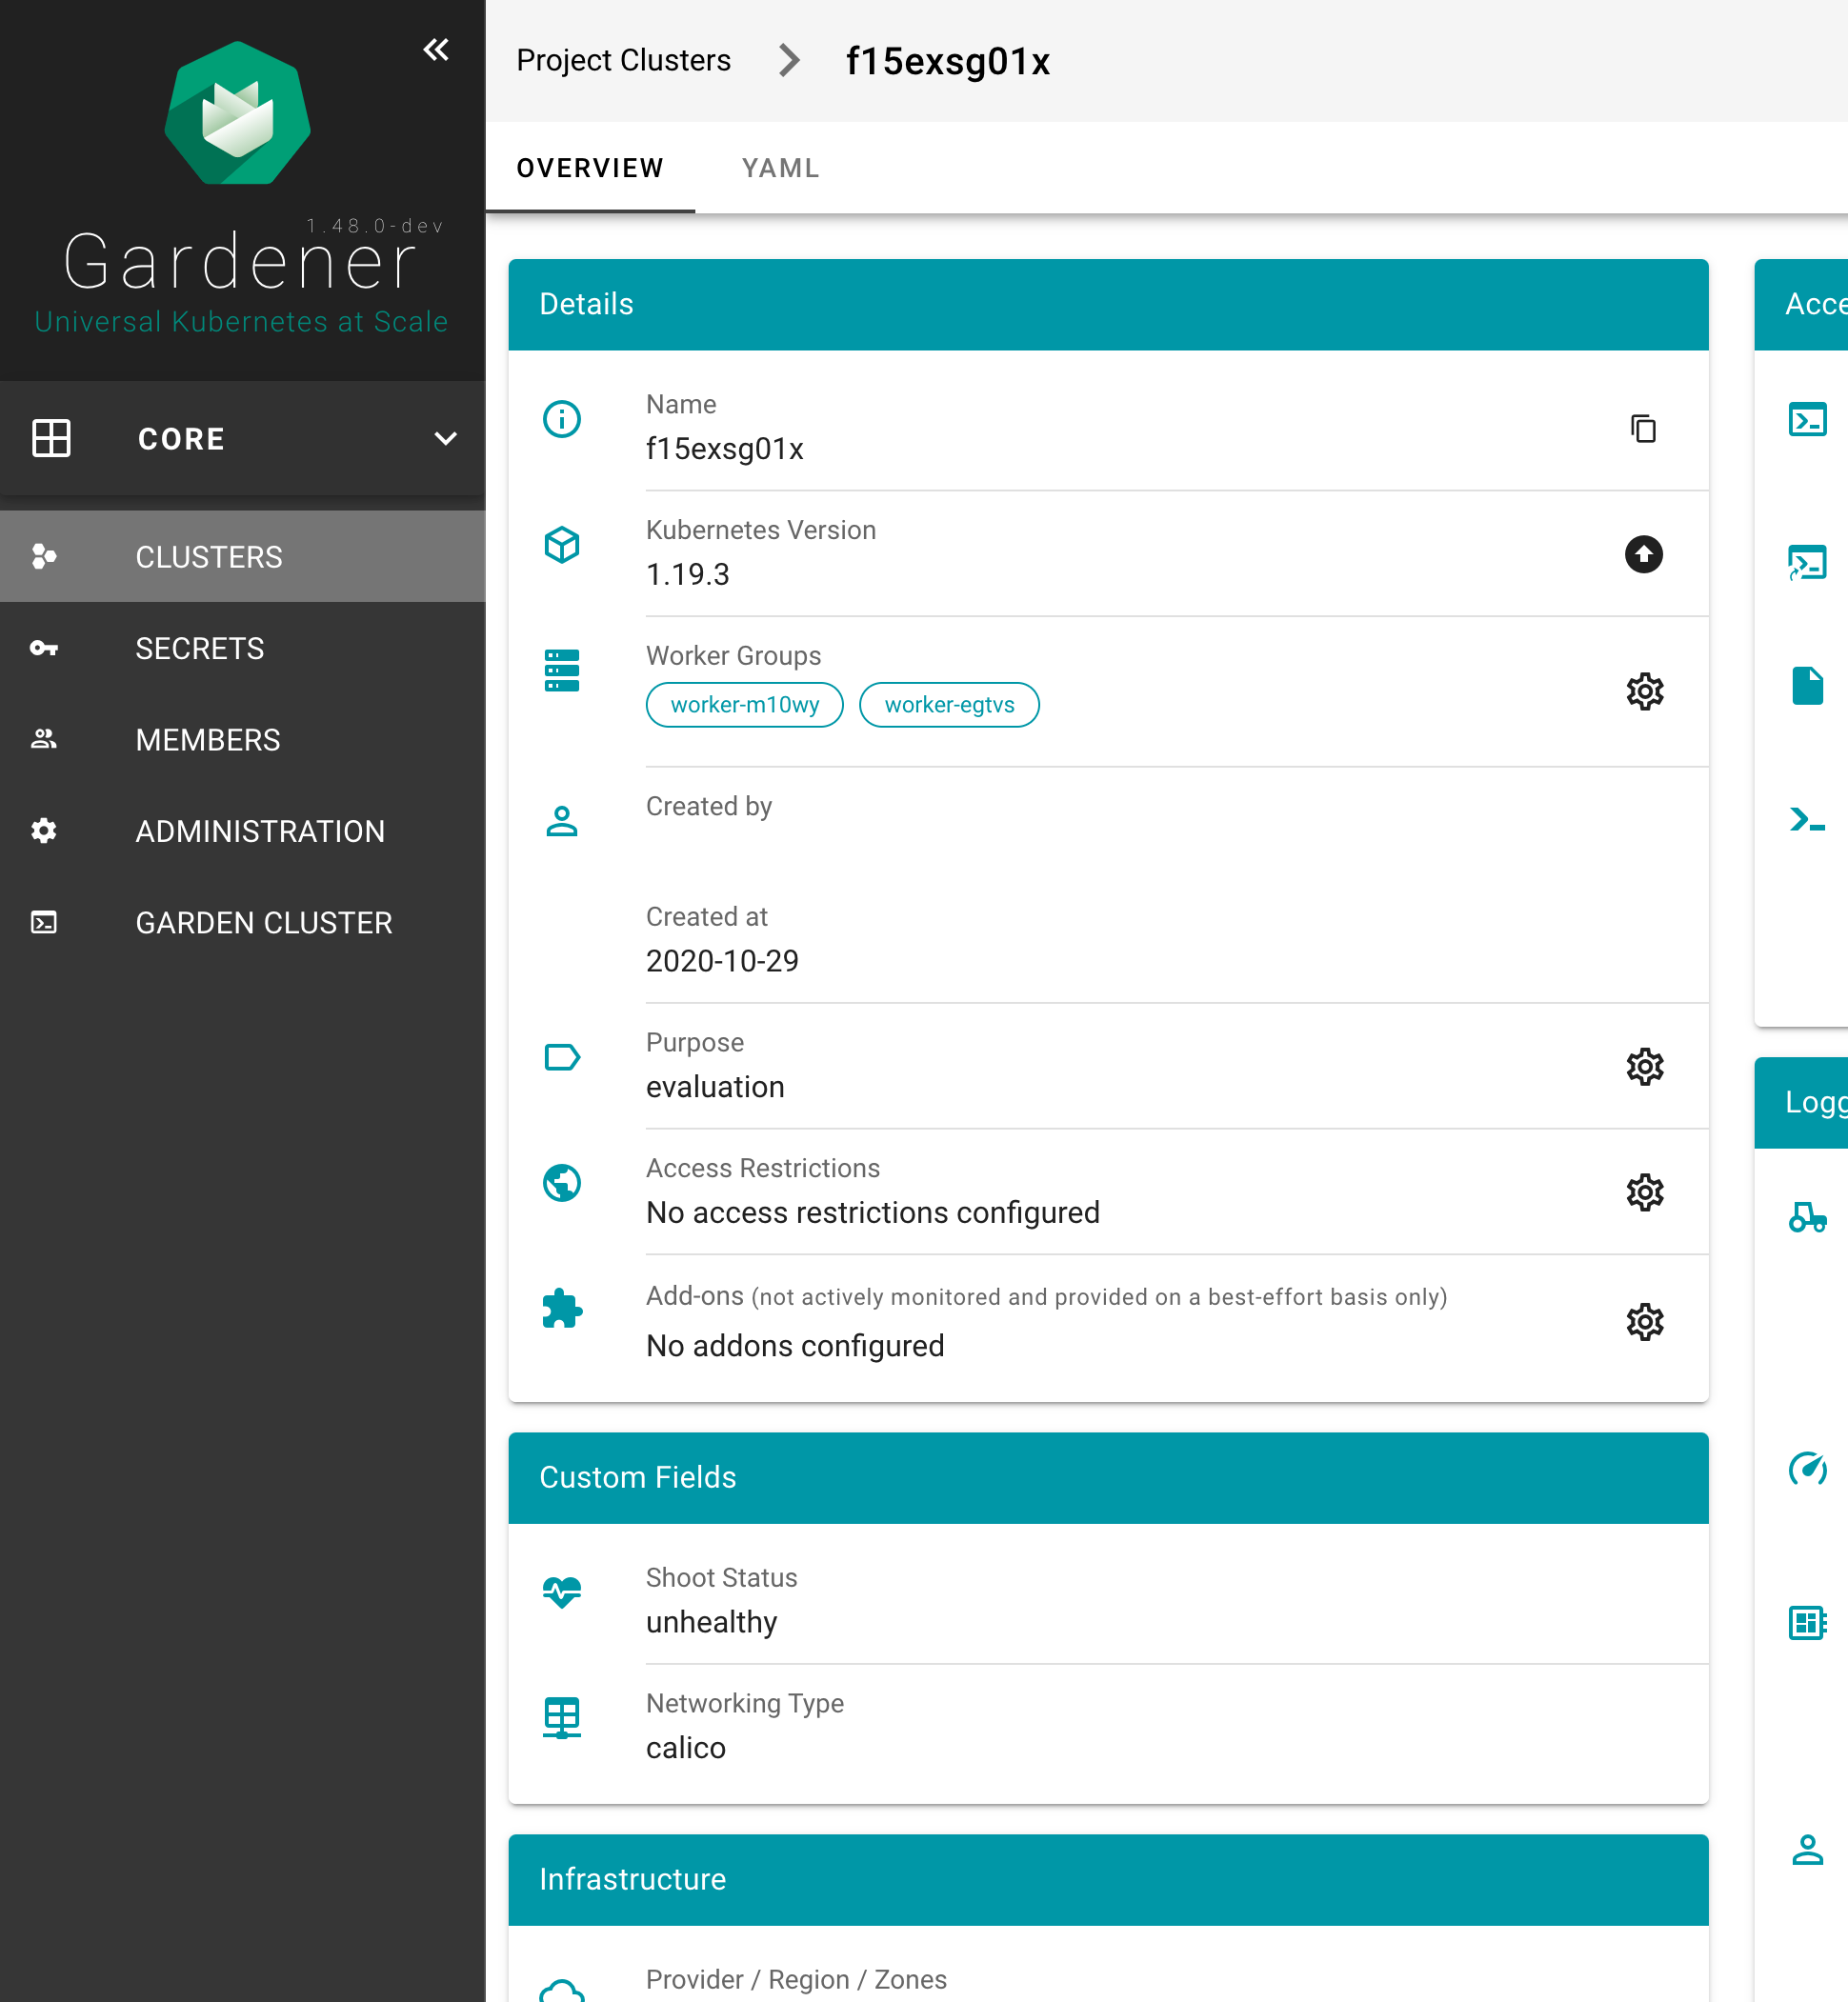 1.48.0-dev
Gardener
Universal Kubernetes at Scale
CORE
CLUSTERS
SECRETS
MEMBERS
ADMINISTRATION
GARDEN CLUSTER
Project Clusters
f15exsg01x
OVERVIEW
YAML
Details
Name
f15exsg01x
Kubernetes Version
1.19.3
Worker Groups
worker-m10wy worker-egtvs
Created by
Created at
2020-10-29
Purpose
evaluation
Access Restrictions
No access restrictions configured
Add-ons (not actively monitored and provided on a best-effort basis only)
No addons configured
Custom Fields
Shoot Status
unhealthy
Networking Type
calico
Infrastructure
Provider / Region / Zones